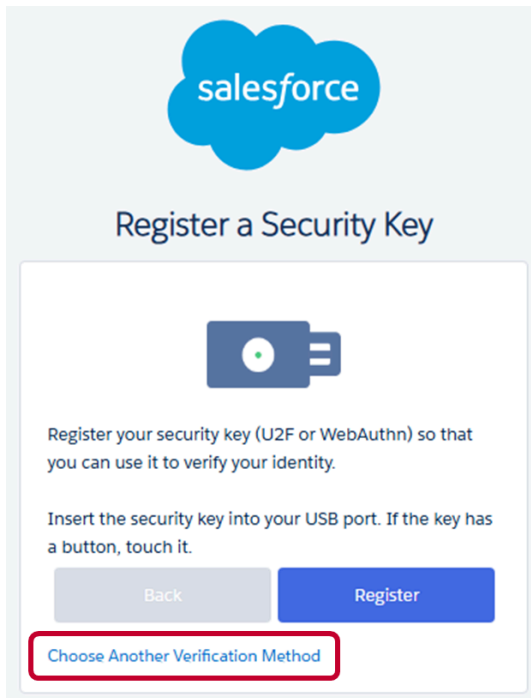 salesforce
Register a Security Key
Register your security key (U2F or WebAuthn) so that
you can use it to verify your identity.
Insert the security key into your USB port. If the key has
a button, touch it.
Back
Register
Choose Another Verification Method